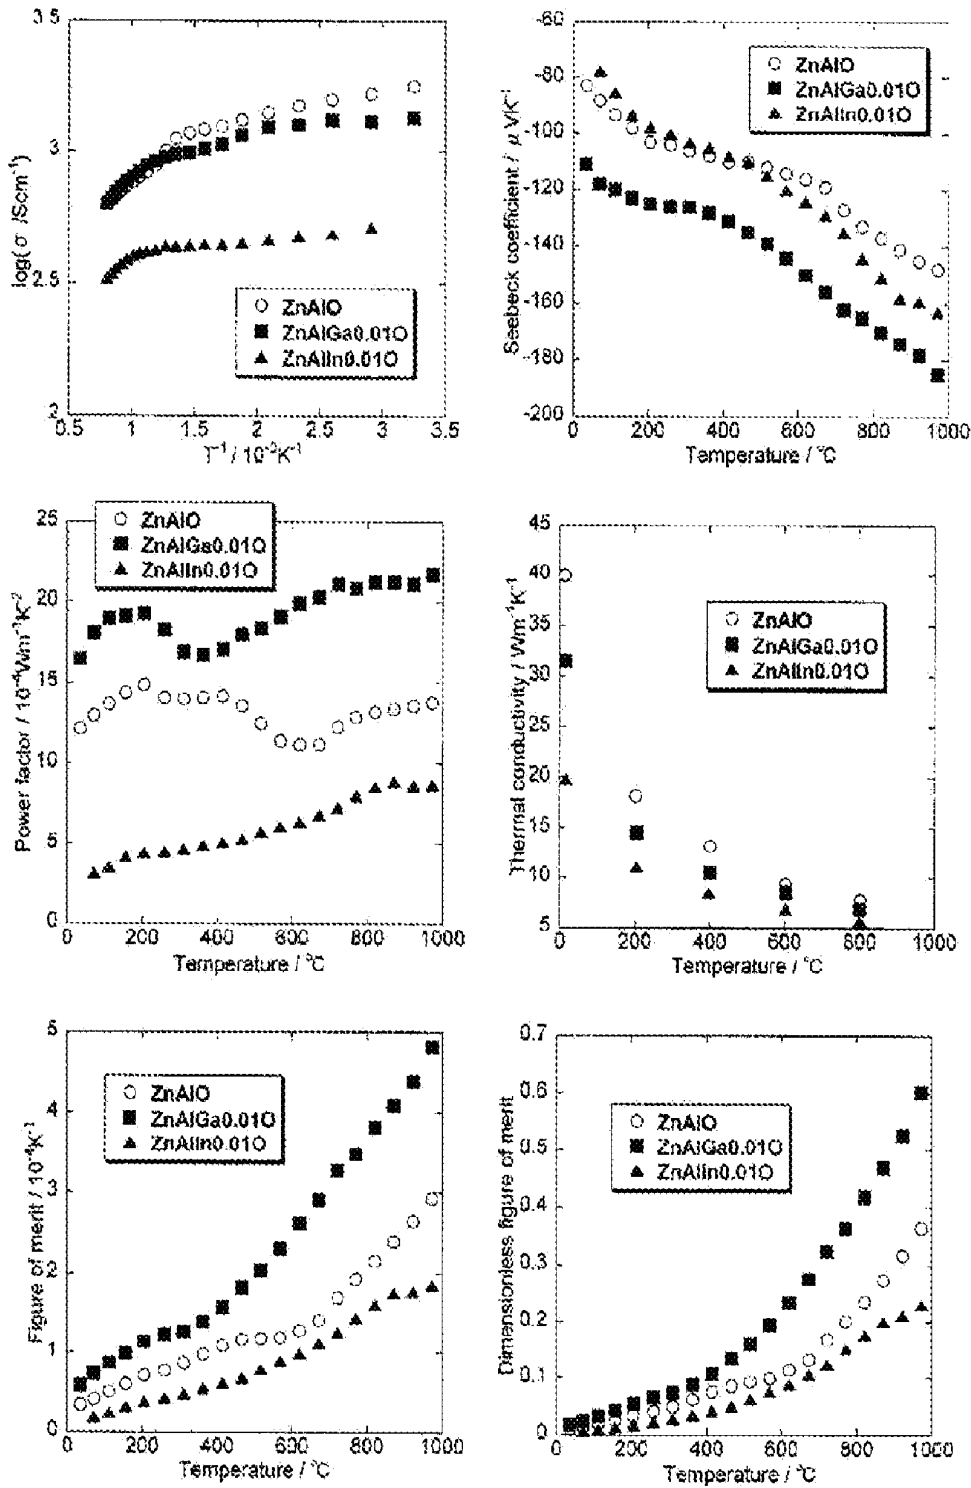 3.5
3
2.5
2
log(σ /Scm⁻¹)
ZnAlO
ZnAlGa0.01O
ZnAlIn0.01O
0.5 1 1.5 2 2.5 3 3.5
T⁻¹ / 10⁻³K⁻¹
-60
-80
-100
-120
-140
-160
-180
-200
Seebeck coefficient / μ VK⁻¹
ZnAlO
ZnAlGa0.01O
ZnAlIn0.01O
0 200 400 600 800 1000
Temperature / °C
25
20
15
10
5
0
Power factor / 10⁻⁴Wm⁻¹K⁻²
ZnAlO
ZnAlGa0.01O
ZnAlIn0.01O
0 200 400 600 800 1000
Temperature / °C
45
40
35
30
25
20
15
10
5
Thermal conductivity / Wm⁻¹K⁻¹
ZnAlO
ZnAlGa0.01O
ZnAlIn0.01O
0 200 400 600 800 1000
Temperature / °C
5
4
3
2
1
0
Figure of merit / 10⁻⁴K⁻¹
ZnAlO
ZnAlGa0.01O
ZnAlIn0.01O
0 200 400 600 800 1000
Temperature / °C
0.7
0.6
0.5
0.4
0.3
0.2
0.1
0
Dimensionless figure of merit
ZnAlO
ZnAlGa0.01O
ZnAlIn0.01O
0 200 400 600 800 1000
Temperature / °C